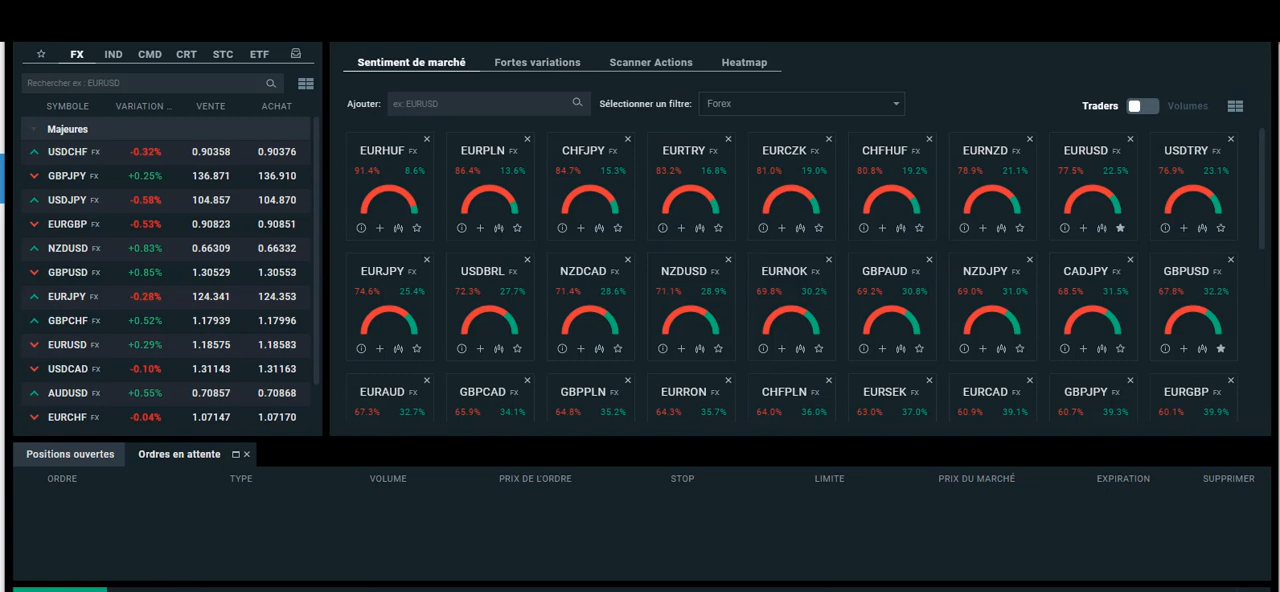 FX IND CMD CRT STC ETF
Rechercher ex : EURUSD
SYMBOLE VARIATION ... VENTE ACHAT
Majeures
USDCHF FX -0.32% 0.90358 0.90376
GBPJPY FX +0.25% 136.871 136.910
USDJPY FX -0.58% 104.857 104.870
EURGBP FX -0.53% 0.90823 0.90851
NZDUSD FX +0.83% 0.66309 0.66332
GBPUSD FX +0.85% 1.30529 1.30553
EURJPY FX -0.28% 124.341 124.353
GBPCHF FX +0.52% 1.17939 1.17996
EURUSD FX +0.29% 1.18575 1.18583
USDCAD FX -0.10% 1.31143 1.31163
AUDUSD FX +0.55% 0.70857 0.70868
EURCHF FX -0.04% 1.07147 1.07170
Sentiment de marché Fortes variations Scanner Actions Heatmap
Ajouter: ex: EURUSD Sélectionner un filtre: Forex Traders Volumes
EURHUF FX EURPLN FX CHFJPY FX EURTRY FX EURCZK FX CHFHUF FX EURNZD FX EURUSD FX USDTRY FX
91.4% 8.6% 86.4% 13.6% 84.7% 15.3% 83.2% 16.8% 81.0% 19.0% 80.8% 19.2% 78.9% 21.1% 77.5% 22.5% 76.9% 23.1%
EURJPY FX USDBRL FX NZDCAD FX NZDUSD FX EURNOK FX GBPAUD FX NZDJPY FX CADJPY FX GBPUSD FX
74.6% 25.4% 72.3% 27.7% 71.4% 28.6% 71.1% 28.9% 69.8% 30.2% 69.2% 30.8% 69.0% 31.0% 68.5% 31.5% 67.8% 32.2%
EURAUD FX GBPCAD FX GBPPLN FX EURRON FX CHFPLN FX EURSEK FX EURCAD FX GBPJPY FX EURGBP FX
67.3% 32.7% 65.9% 34.1% 64.8% 35.2% 64.3% 35.7% 64.0% 36.0% 63.0% 37.0% 60.9% 39.1% 60.7% 39.3% 60.1% 39.9%
Positions ouvertes Ordres en attente
ORDRE TYPE VOLUME PRIX DE L'ORDRE STOP LIMITE PRIX DU MARCHÉ EXPIRATION SUPPRIMER